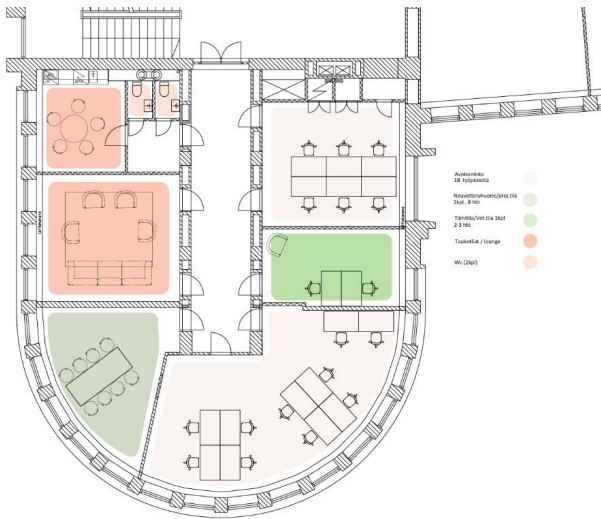 Avotoimisto
18 työpistettä
Neuvotteluhuone/proj.tila
1kpl , 8 hlö
Tiimitila/Vet.tila 1kpl
2-3 hlö
Taukotilat / lounge
Wc (2kpl)